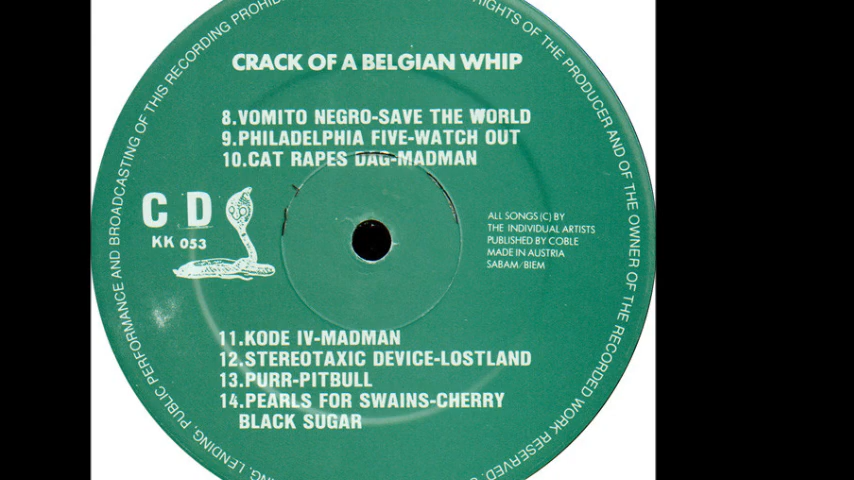 PERFORMANCE AND BROADCASTING OF THIS RECORDING PROHIB
RIGHTS OF THE PRODUCER AND OF THE OWNER OF THE RECORDED WORK RESERVED.
LENDING, PUBLIC
CRACK OF A BELGIAN WHIP
8.VOMITO NEGRO-SAVE THE WORLD
9.PHILADELPHIA FIVE-WATCH OUT
10.CAT RAPES DAG-MADMAN
C D
KK 053
ALL SONGS (C) BY
THE INDIVIDUAL ARTISTS
PUBLISHED BY COBLE
MADE IN AUSTRIA
SABAM/BIEM
11.KODE IV-MADMAN
12.STEREOTAXIC DEVICE-LOSTLAND
13.PURR-PITBULL
14.PEARLS FOR SWAINS-CHERRY
BLACK SUGAR